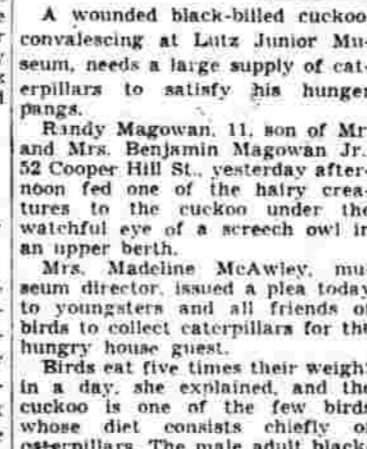 A wounded black-billed cuckoo
convalescing at Lutz Junior Mu-
seum, needs a large supply of cat-
erpillars to satisfy his hunger
pangs.
Randy Magowan, 11, son of Mr
and Mrs. Benjamin Magowan Jr.
52 Cooper Hill St., yesterday after-
noon fed one of the hairy crea-
tures to the cuckoo under the
watchful eye of a screech owl in
an upper berth.
Mrs. Madeline McAwley, mu-
seum director, issued a plea today
to youngsters and all friends of
birds to collect caterpillars for the
hungry house guest.
Birds eat five times their weight
in a day, she explained, and the
cuckoo is one of the few birds
whose diet consists chiefly of
caterpillars. The male adult black-